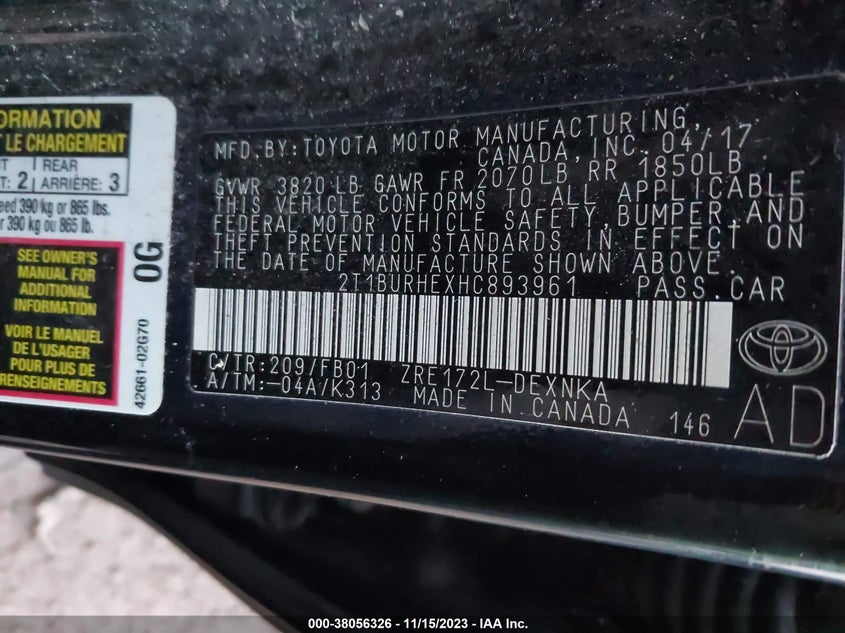 ORMATION
LE CHARGEMENT
REAR
: 2 ARRIÈRE: 3
eed 390 kg or 865 lbs.
r 390 kg ou 865 lb.
SEE OWNER'S
MANUAL FOR
ADDITIONAL
INFORMATION
VOIR LE MANUEL
DE L'USAGER
POUR PLUS DE
RENSEIGNEMENTS
0G
42661-02G70
MFD.BY:TOYOTA MOTOR MANUFACTURING,
CANADA, INC. 04/17
GVWR 3820 LB GAWR FR 2070LB RR 1850LB
THIS VEHICLE CONFORMS TO ALL APPLICABLE
FEDERAL MOTOR VEHICLE SAFETY, BUMPER, AND
THEFT PREVENTION STANDARDS IN EFFECT ON
THE DATE OF MANUFACTURE SHOWN ABOVE.
2T1BURHEXHC893961 PASS.CAR
C/TR:209/FB01 ZRE172L-DEXNKA
A/TM:-04A/K313 MADE IN CANADA 146
AD
000-38056326 - 11/15/2023 - IAA Inc.